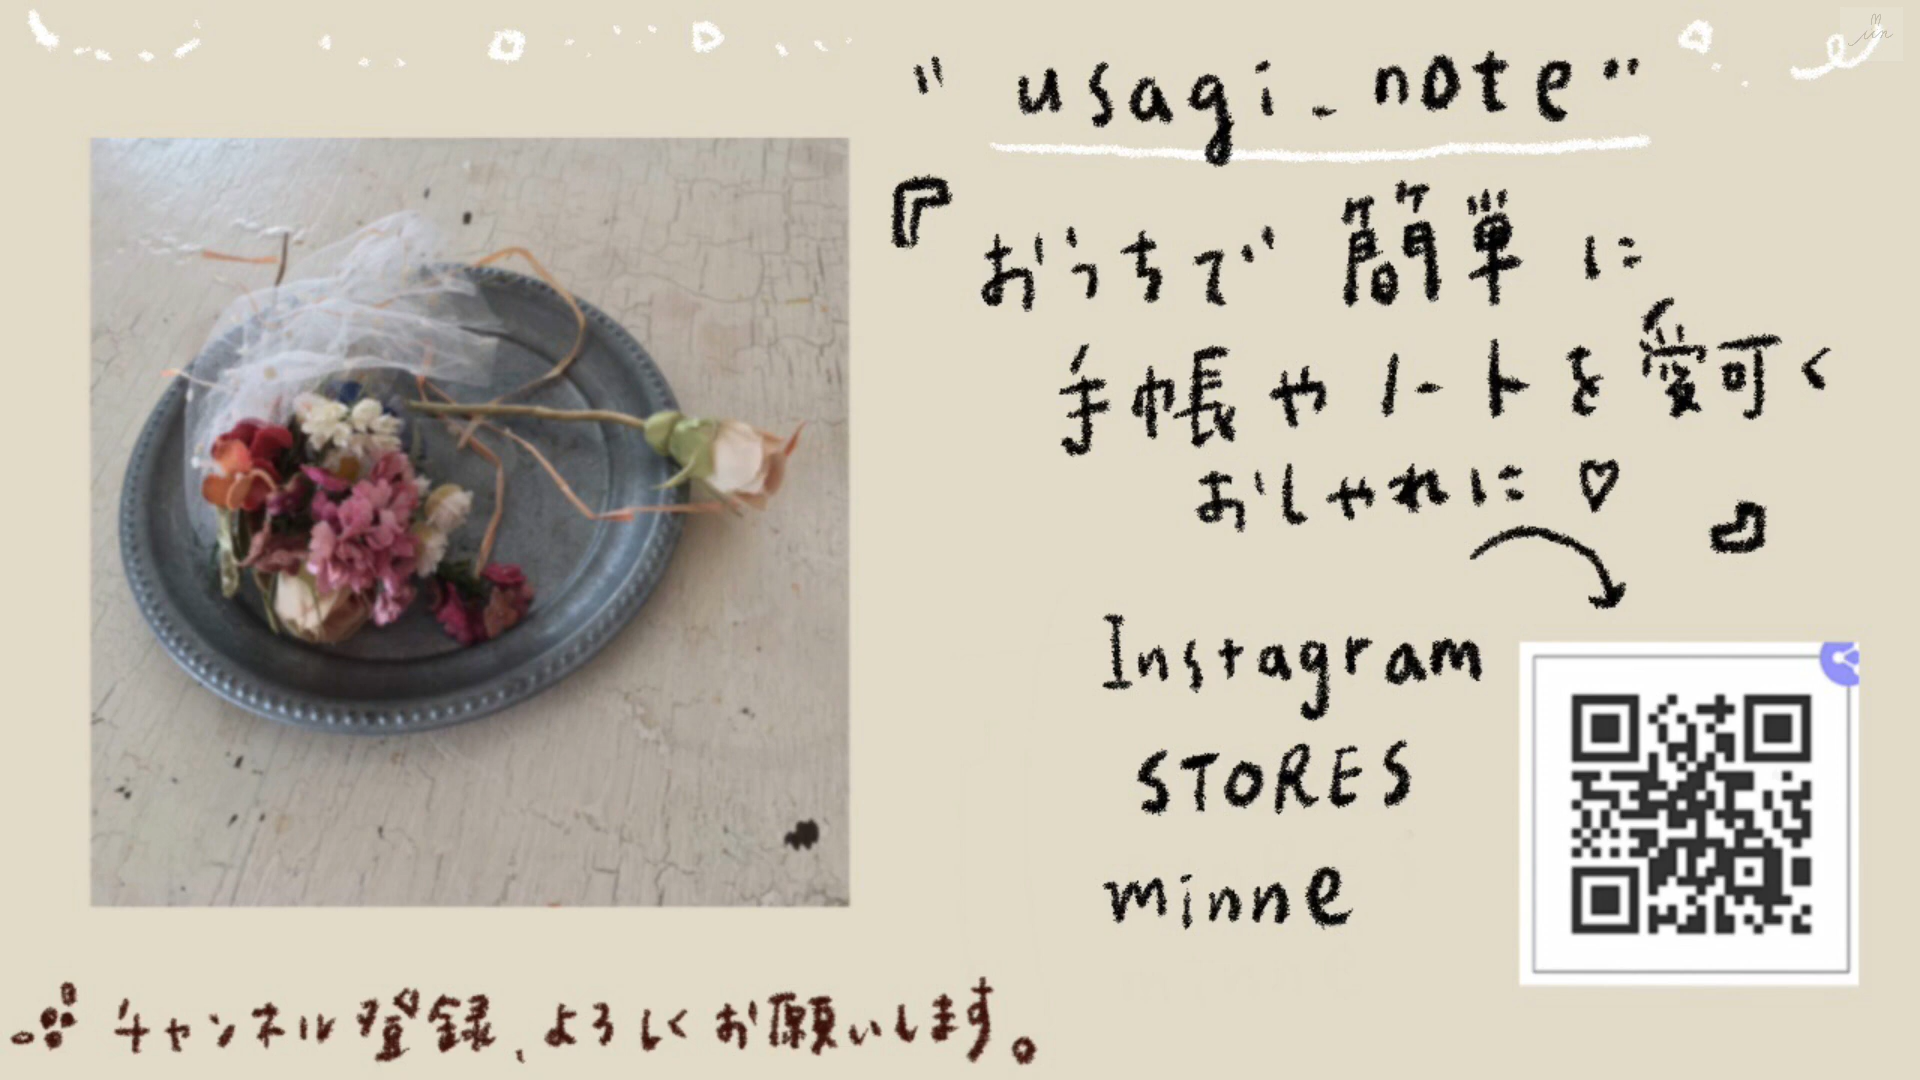 "usagi_note"
『おうちで簡単に
手帳やノートを愛可く
おしゃれに♡』
Instagram
STORES
minne
チャンネル登録、よろしくお願いします。